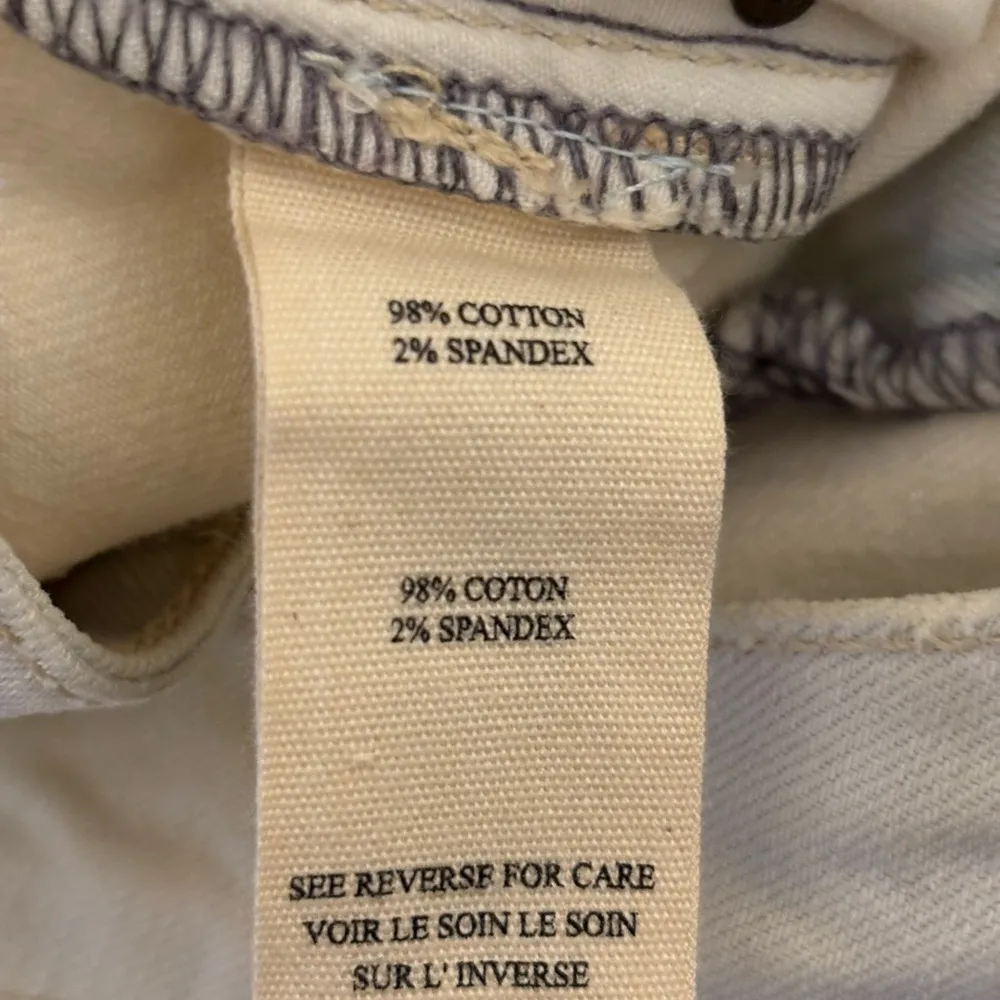 98% COTTON
2% SPANDEX
98% COTON
2% SPANDEX
SEE REVERSE FOR CARE
VOIR LE SOIN LE SOIN
SUR L' INVERSE